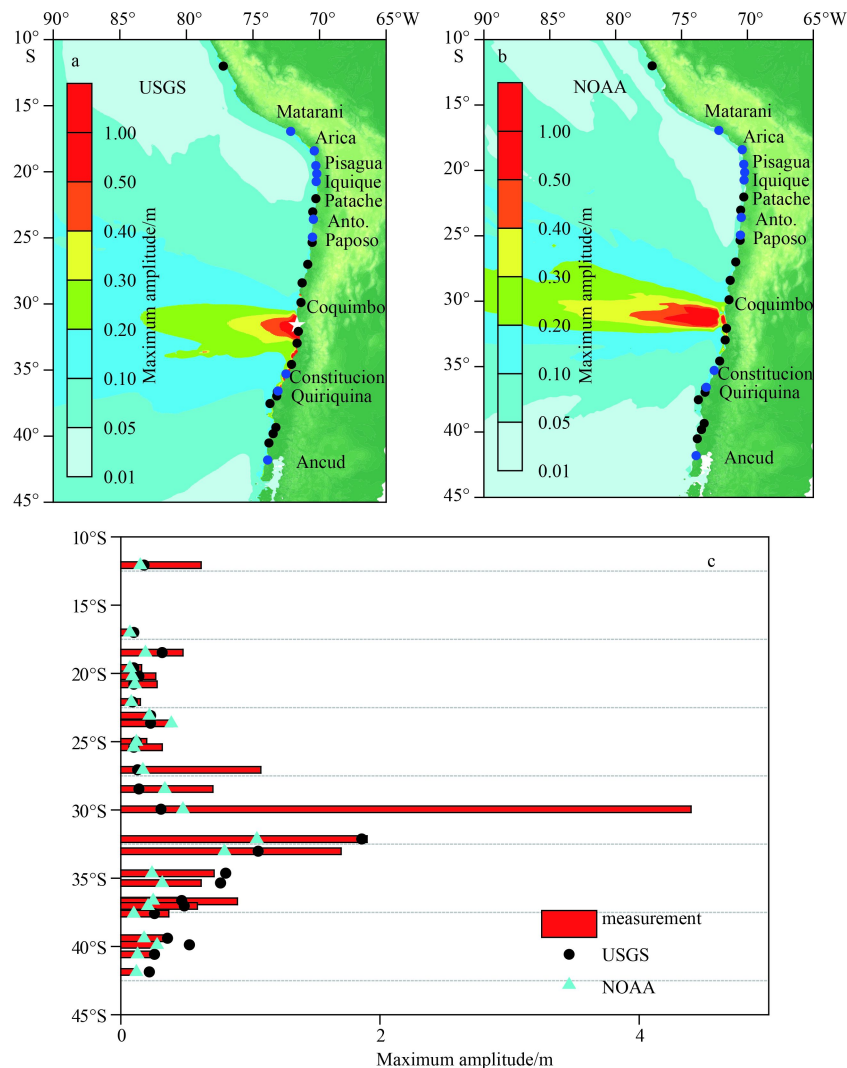 90° 85° 80° 75° 70° 65°W
90° 85° 80° 75° 70° 65°W
10°
S
a
USGS
Matarani
Arica
15°
1.00
Pisagua
20°
Iquique
0.50
Patache
Anto.
25°
0.40
Paposo
0.30
30°
Coquimbo
0.20
35°
0.10
Constitucion
Quiriquina
40°
0.05
Ancud
0.01
45°
Maximum amplitude/m
10°
S
b
NOAA
Matarani
Arica
15°
1.00
Pisagua
20°
Iquique
0.50
Patache
Anto.
25°
0.40
Paposo
0.30
30°
Coquimbo
0.20
35°
0.10
Constitucion
Quiriquina
40°
0.05
Ancud
0.01
45°
Maximum amplitude/m
10°S
c
15°S
20°S
25°S
30°S
35°S
measurement
40°S
USGS
NOAA
45°S
0 2 4
Maximum amplitude/m